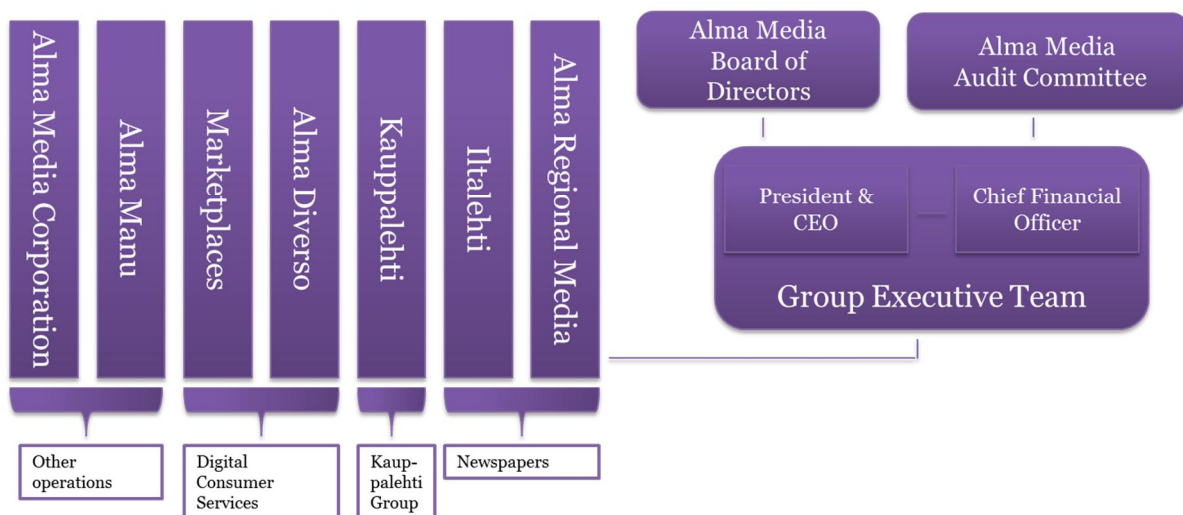 Alma Media Corporation
Alma Manu
Marketplaces
Alma Diverso
Kauppalehti
Iltalehti
Alma Regional Media
Other
operations
Digital
Consumer
Services
Kaup-
palehti
Group
Newspapers
Alma Media
Board of
Directors
Alma Media
Audit Committee
President &
CEO
Chief Financial
Officer
Group Executive Team